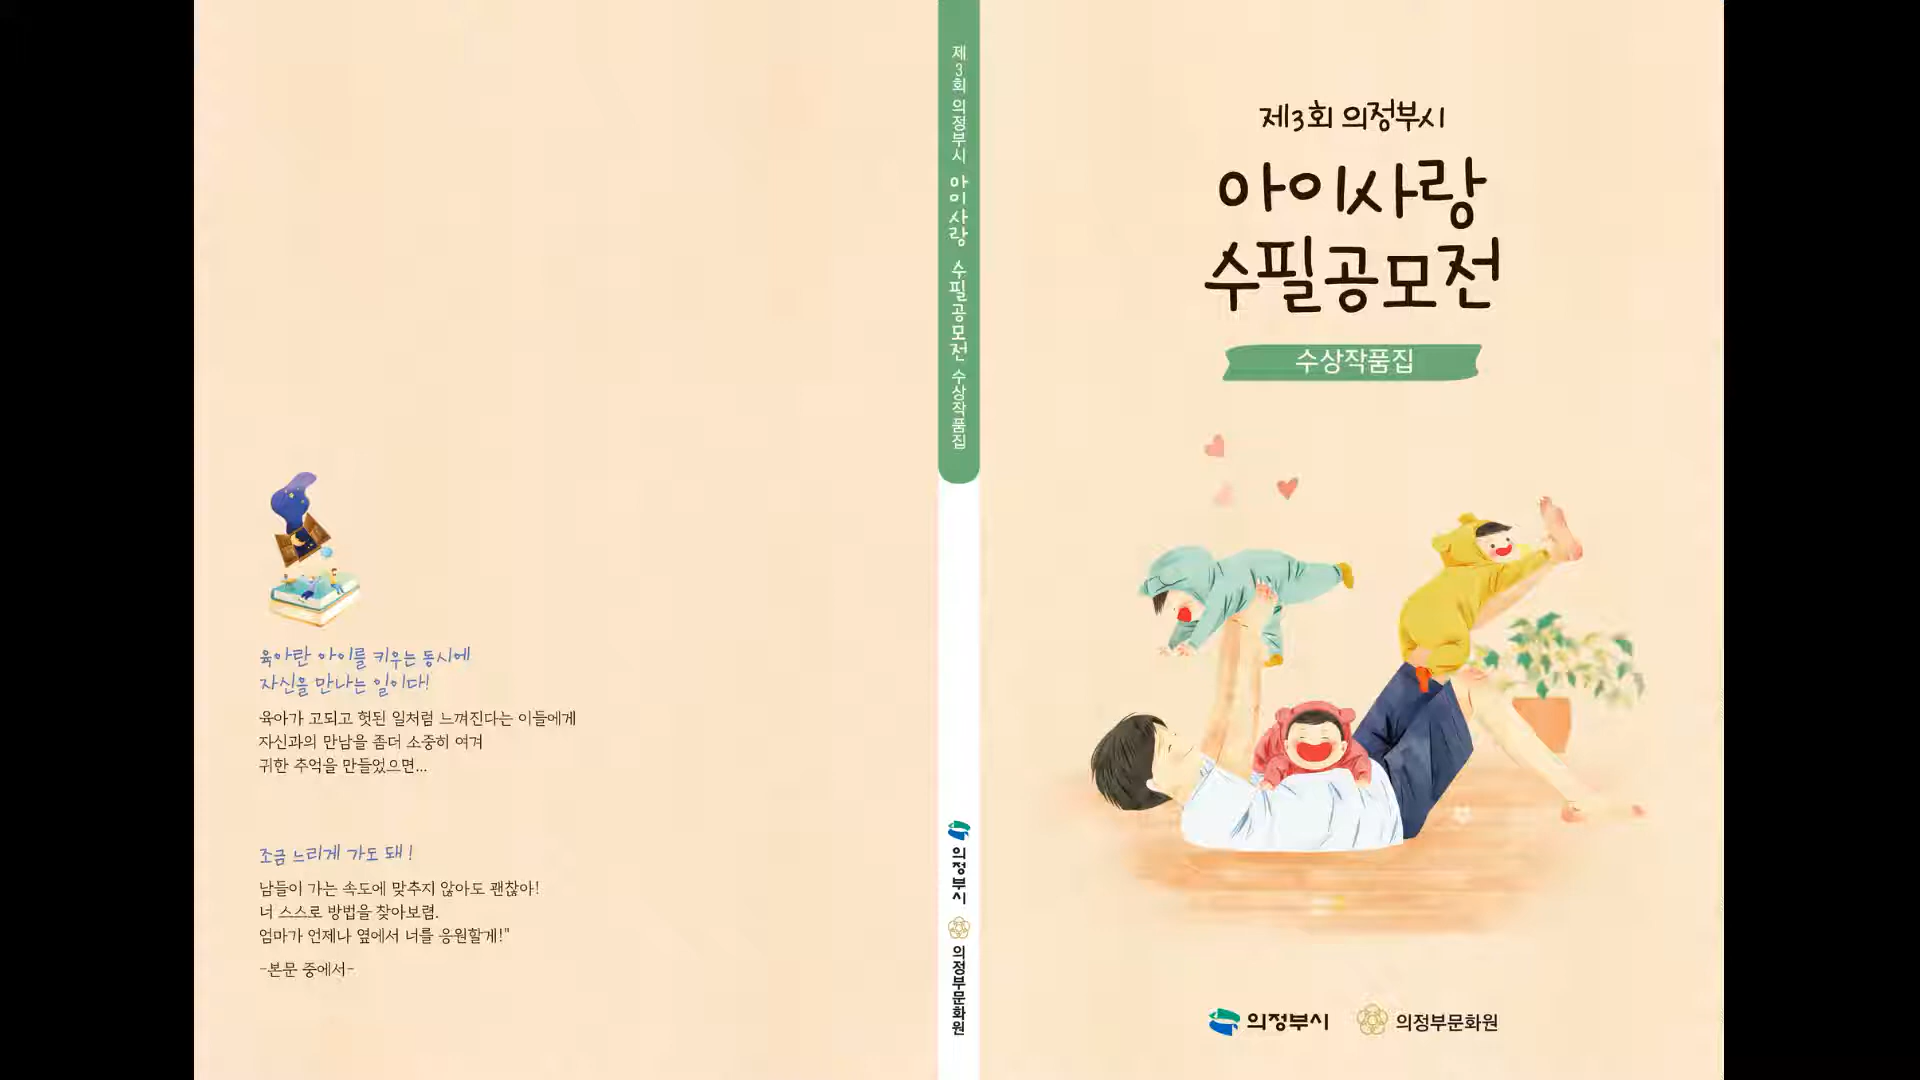 육아란 아이를 키우는 동시에
자신을 만나는 일이다!
육아가 고되고 헛된 일처럼 느껴진다는 이들에게
자신과의 만남을 좀더 소중히 여겨
귀한 추억을 만들었으면...
조금 느리게 가도 돼!
남들이 가는 속도에 맞추지 않아도 괜찮아!
너 스스로 방법을 찾아보렴.
엄마가 언제나 옆에서 너를 응원할게!"
-본문 중에서-
제3회 의정부시 아이사랑 수필공모전 수상작품집
의정부시
의정부문화원
제3회 의정부시
아이사랑
수필공모전
수상작품집
의정부시
의정부문화원